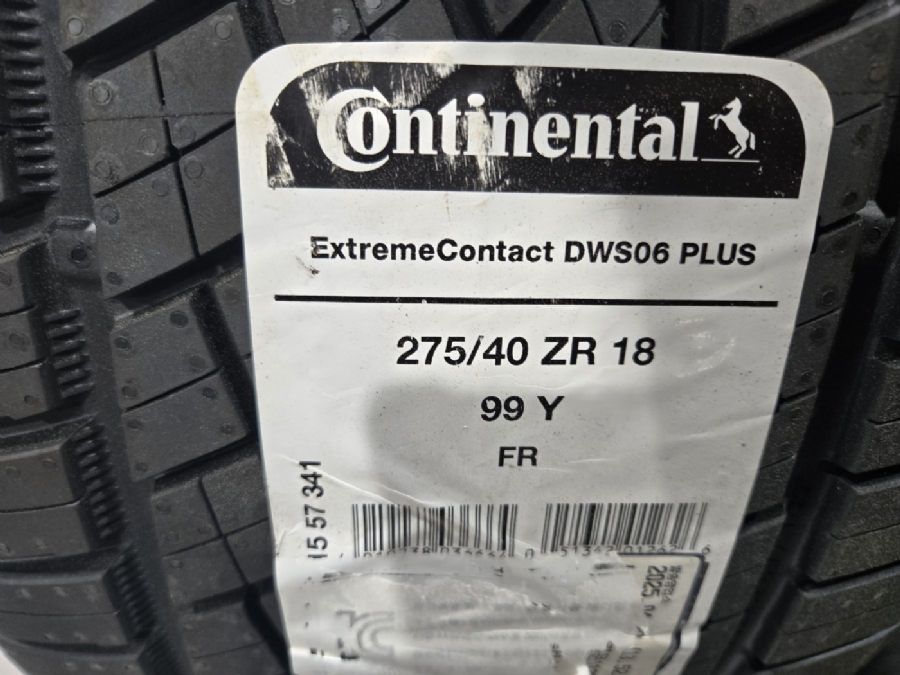 Continental
ExtremeContact DWS06 PLUS
275/40 ZR 18
99 Y
FR
15 57 341
2025